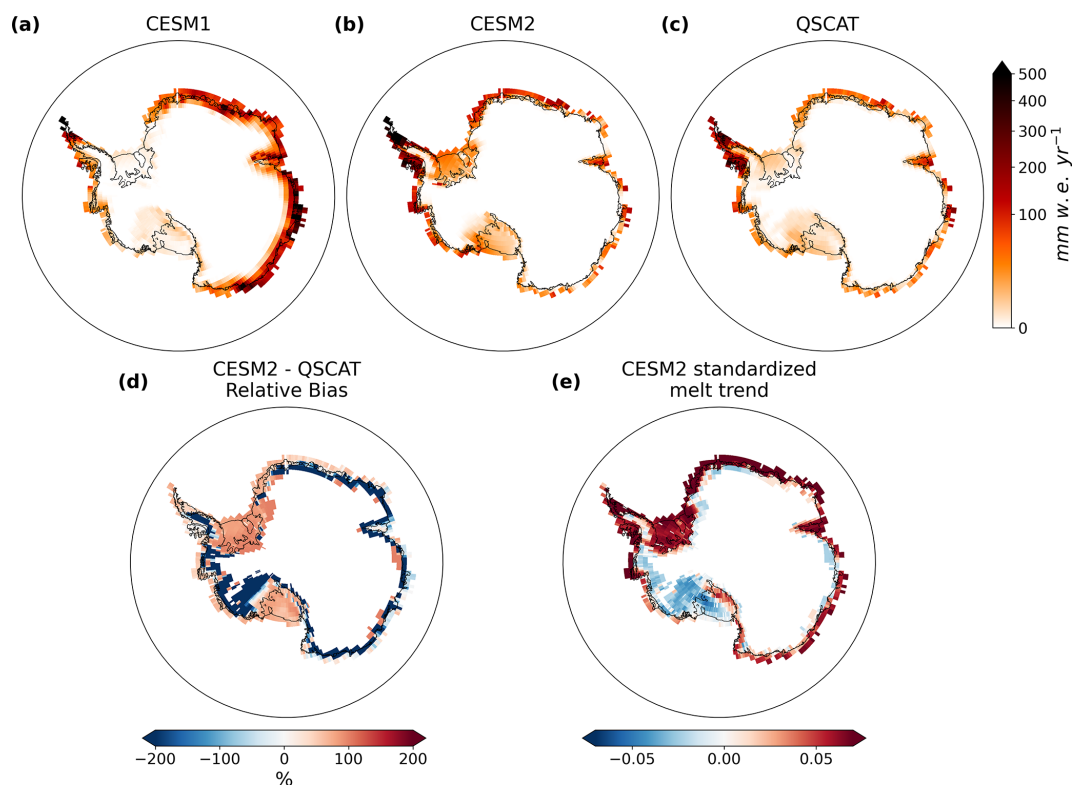 (a) CESM1
(b) CESM2
(c) QSCAT
500
400
300
200
100
0
mm w. e. yr⁻¹
(d) CESM2 - QSCAT
Relative Bias
(e) CESM2 standardized
melt trend
−200 −100 0 100 200
%
−0.05 0.00 0.05